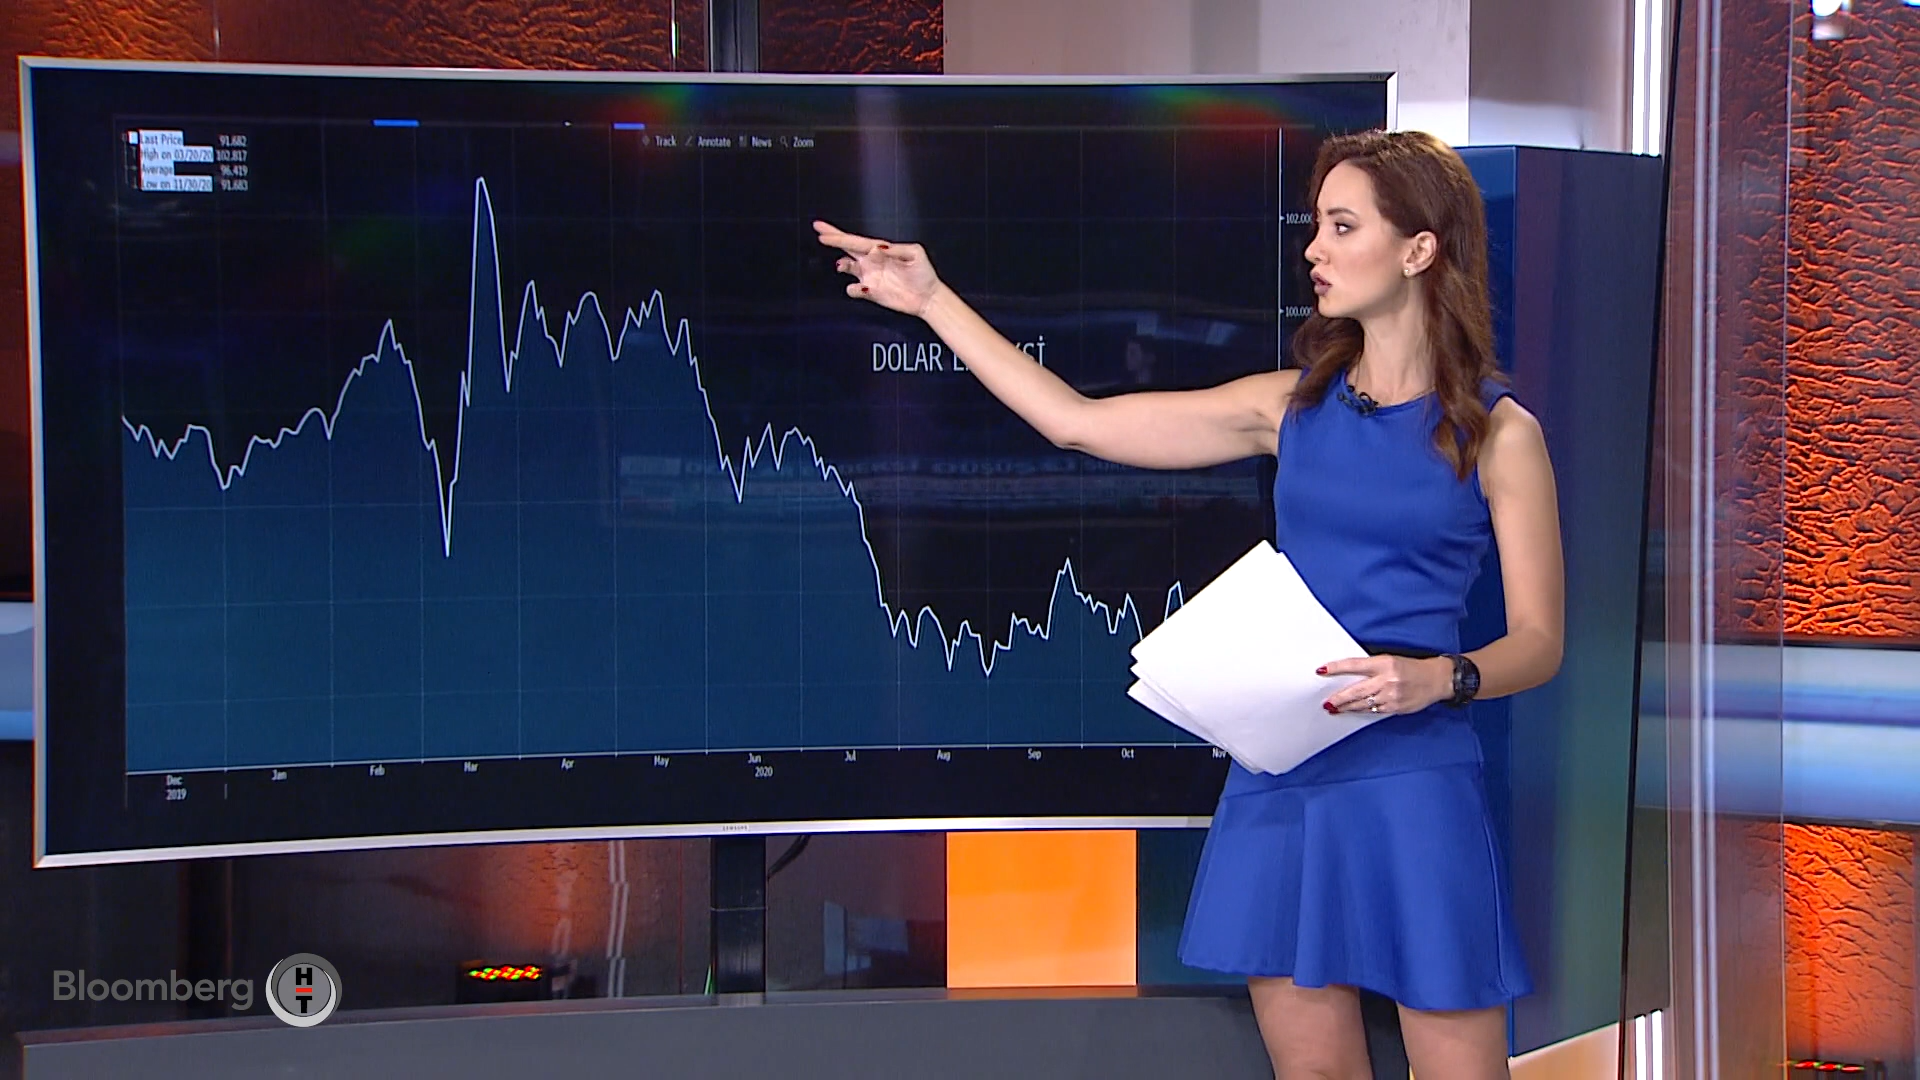 Last Price 91.682
High on 03/20/20 102.817
Average 96.419
Low on 11/30/20 91.683
Track Annotate News Zoom
102.000
100.000
DOLAR
Dec Jan Feb Mar Apr May Jun Jul Aug Sep Oct Nov
2019 2020
SAMSUNG
Bloomberg HT